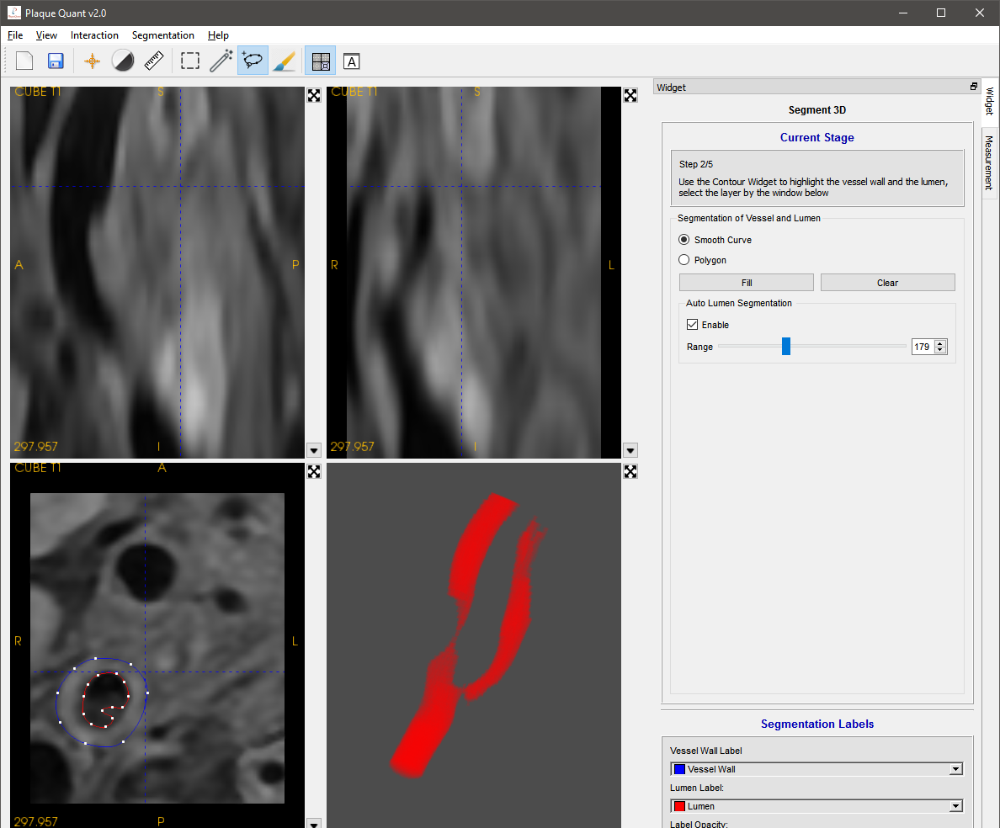 Plaque Quant v2.0
File View Interaction Segmentation Help
A
CUBE T1
S
A
P
297.957
I
CUBE T1
S
R
L
297.957
I
CUBE T1
A
R
L
297.957
P
Widget
Segment 3D
Current Stage
Step 2/5
Use the Contour Widget to highlight the vessel wall and the lumen,
select the layer by the window below
Segmentation of Vessel and Lumen
Smooth Curve
Polygon
Fill
Clear
Auto Lumen Segmentation
Enable
Range
179
Segmentation Labels
Vessel Wall Label
Vessel Wall
Lumen Label:
Lumen
Label Opacity:
Widget
Measurement